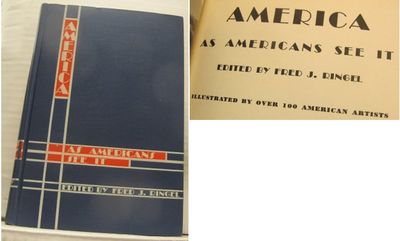 AMERICA
AS AMERICANS
SEE IT
EDITED BY FRED J. RINGEL
AMERICA
AS AMERICANS SEE IT
EDITED BY FRED J. RINGEL
ILLUSTRATED BY OVER 100 AMERICAN ARTISTS